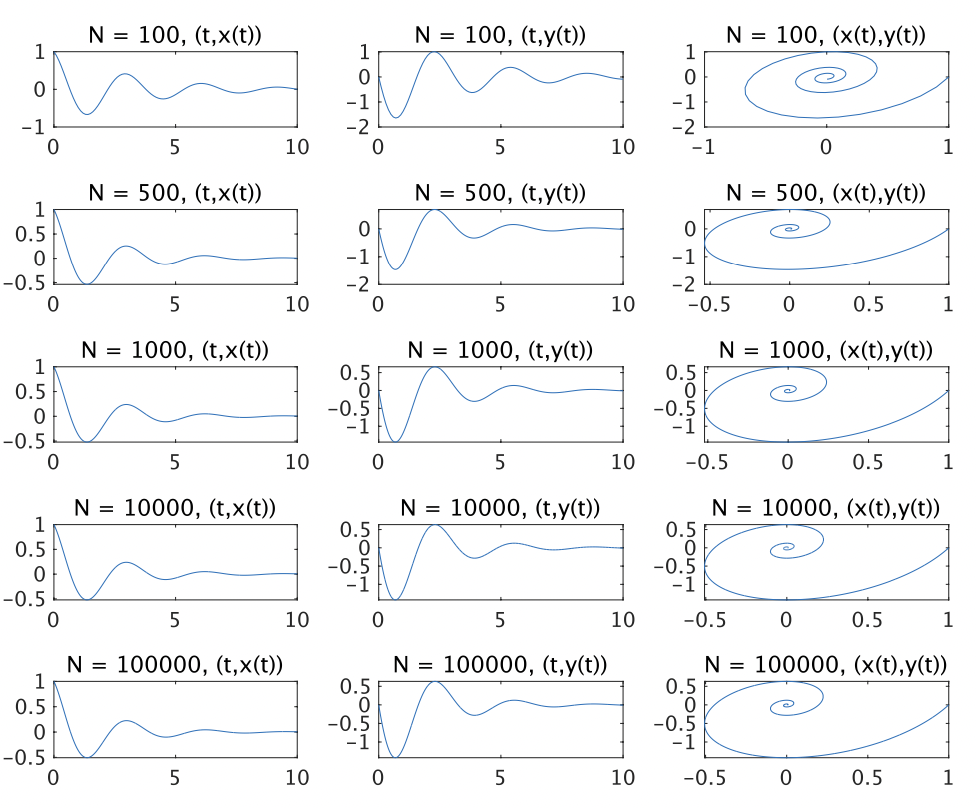 N = 100, (t,x(t))
1
0
-1
0 5 10
N = 100, (t,y(t))
1
0
-1
-2
0 5 10
N = 100, (x(t),y(t))
1
0
-1
-2
-1 0 1
N = 500, (t,x(t))
1
0.5
0
-0.5
0 5 10
N = 500, (t,y(t))
0
-1
-2
0 5 10
N = 500, (x(t),y(t))
0
-1
-2
-0.5 0 0.5 1
N = 1000, (t,x(t))
1
0.5
0
-0.5
0 5 10
N = 1000, (t,y(t))
0.5
0
-0.5
-1
0 5 10
N = 1000, (x(t),y(t))
0.5
0
-0.5
-1
-0.5 0 0.5 1
N = 10000, (t,x(t))
1
0.5
0
-0.5
0 5 10
N = 10000, (t,y(t))
0.5
0
-0.5
-1
0 5 10
N = 10000, (x(t),y(t))
0.5
0
-0.5
-1
-0.5 0 0.5 1
N = 100000, (t,x(t))
1
0.5
0
-0.5
0 5 10
N = 100000, (t,y(t))
0.5
0
-0.5
-1
0 5 10
N = 100000, (x(t),y(t))
0.5
0
-0.5
-1
-0.5 0 0.5 1